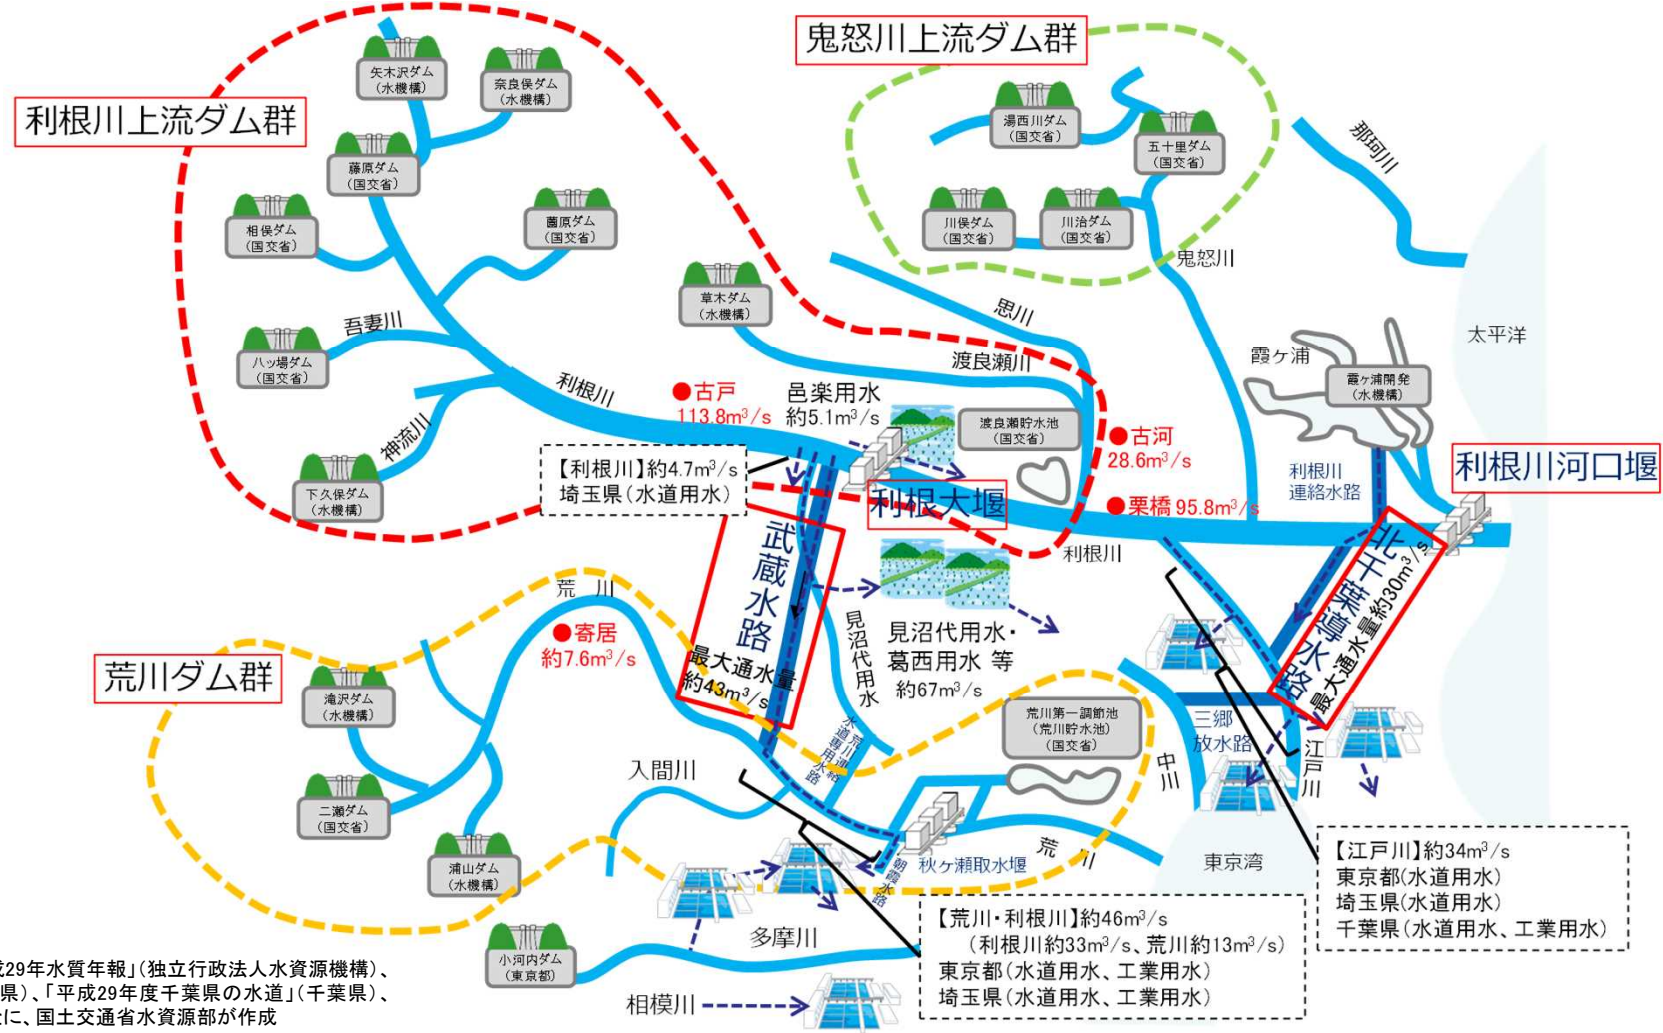 鬼怒川上流ダム群
利根川上流ダム群
矢木沢ダム
(水機構)
奈良俣ダム
(水機構)
藤原ダム
(国交省)
相俣ダム
(国交省)
薗原ダム
(国交省)
湯西川ダム
(国交省)
五十里ダム
(国交省)
川俣ダム
(国交省)
川治ダム
(国交省)
鬼怒川
那珂川
太平洋
草木ダム
(水機構)
思川
渡良瀬川
吾妻川
八ッ場ダム
(国交省)
利根川
神流川
下久保ダム
(水機構)
●古戸
113.8m³/s
邑楽用水
約5.1m³/s
渡良瀬貯水池
(国交省)
●古河
28.6m³/s
●栗橋 95.8m³/s
霞ヶ浦
霞ヶ浦開発
(水機構)
利根川
連絡水路
利根川河口堰
【利根川】約4.7m³/s
埼玉県(水道用水)
利根大堰
利根川
武蔵水路
最大通水量
約43m³/s
北千葉導水路
最大通水量約30m³/s
見沼代用水
見沼代用水・
葛西用水 等
約67m³/s
荒川
●寄居
約7.6m³/s
荒川ダム群
滝沢ダム
(水機構)
二瀬ダム
(国交省)
浦山ダム
(水機構)
入間川
荒川連絡
水道専用水路
荒川第一調節池
(荒川貯水池)
(国交省)
三郷
放水路
中川
江戸川
秋ヶ瀬取水堰
朝霞水路
荒川
東京湾
【江戸川】約34m³/s
東京都(水道用水)
埼玉県(水道用水)
千葉県(水道用水、工業用水)
【荒川・利根川】約46m³/s
(利根川約33m³/s、荒川約13m³/s)
東京都(水道用水、工業用水)
埼玉県(水道用水、工業用水)
多摩川
小河内ダム
(東京都)
相模川
成29年水質年報」(独立行政法人水資源機構)、
県)、「平成29年度千葉県の水道」(千葉県)、
に、国土交通省水資源部が作成